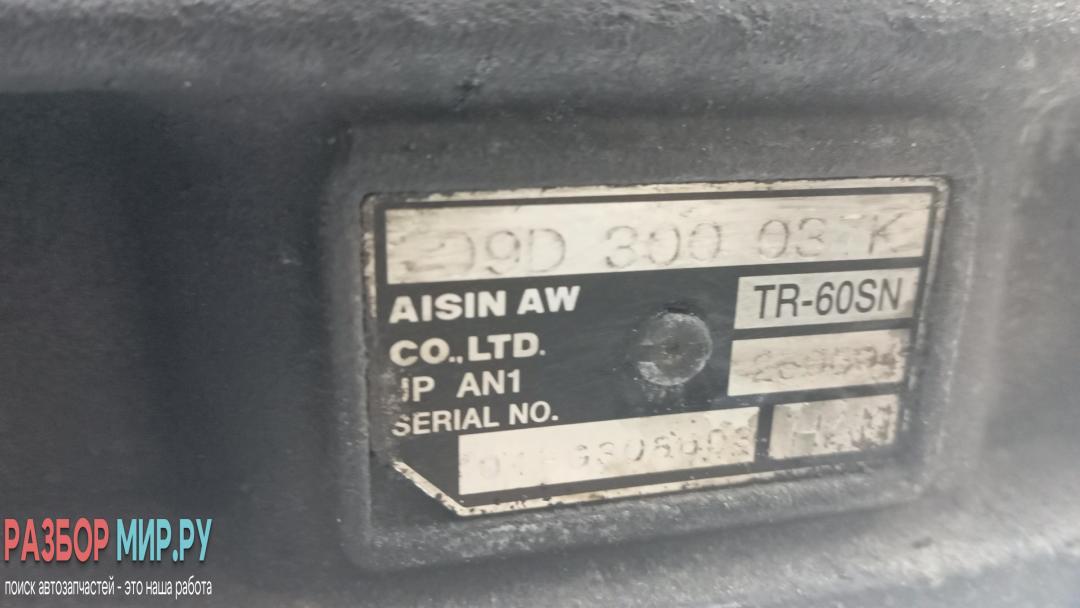 09D 300 03 K
AISIN AW
TR-60SN
CO.,LTD.
JP AN1
SERIAL NO.
РАЗБОР МИР.РУ
поиск автозапчастей - это наша работа